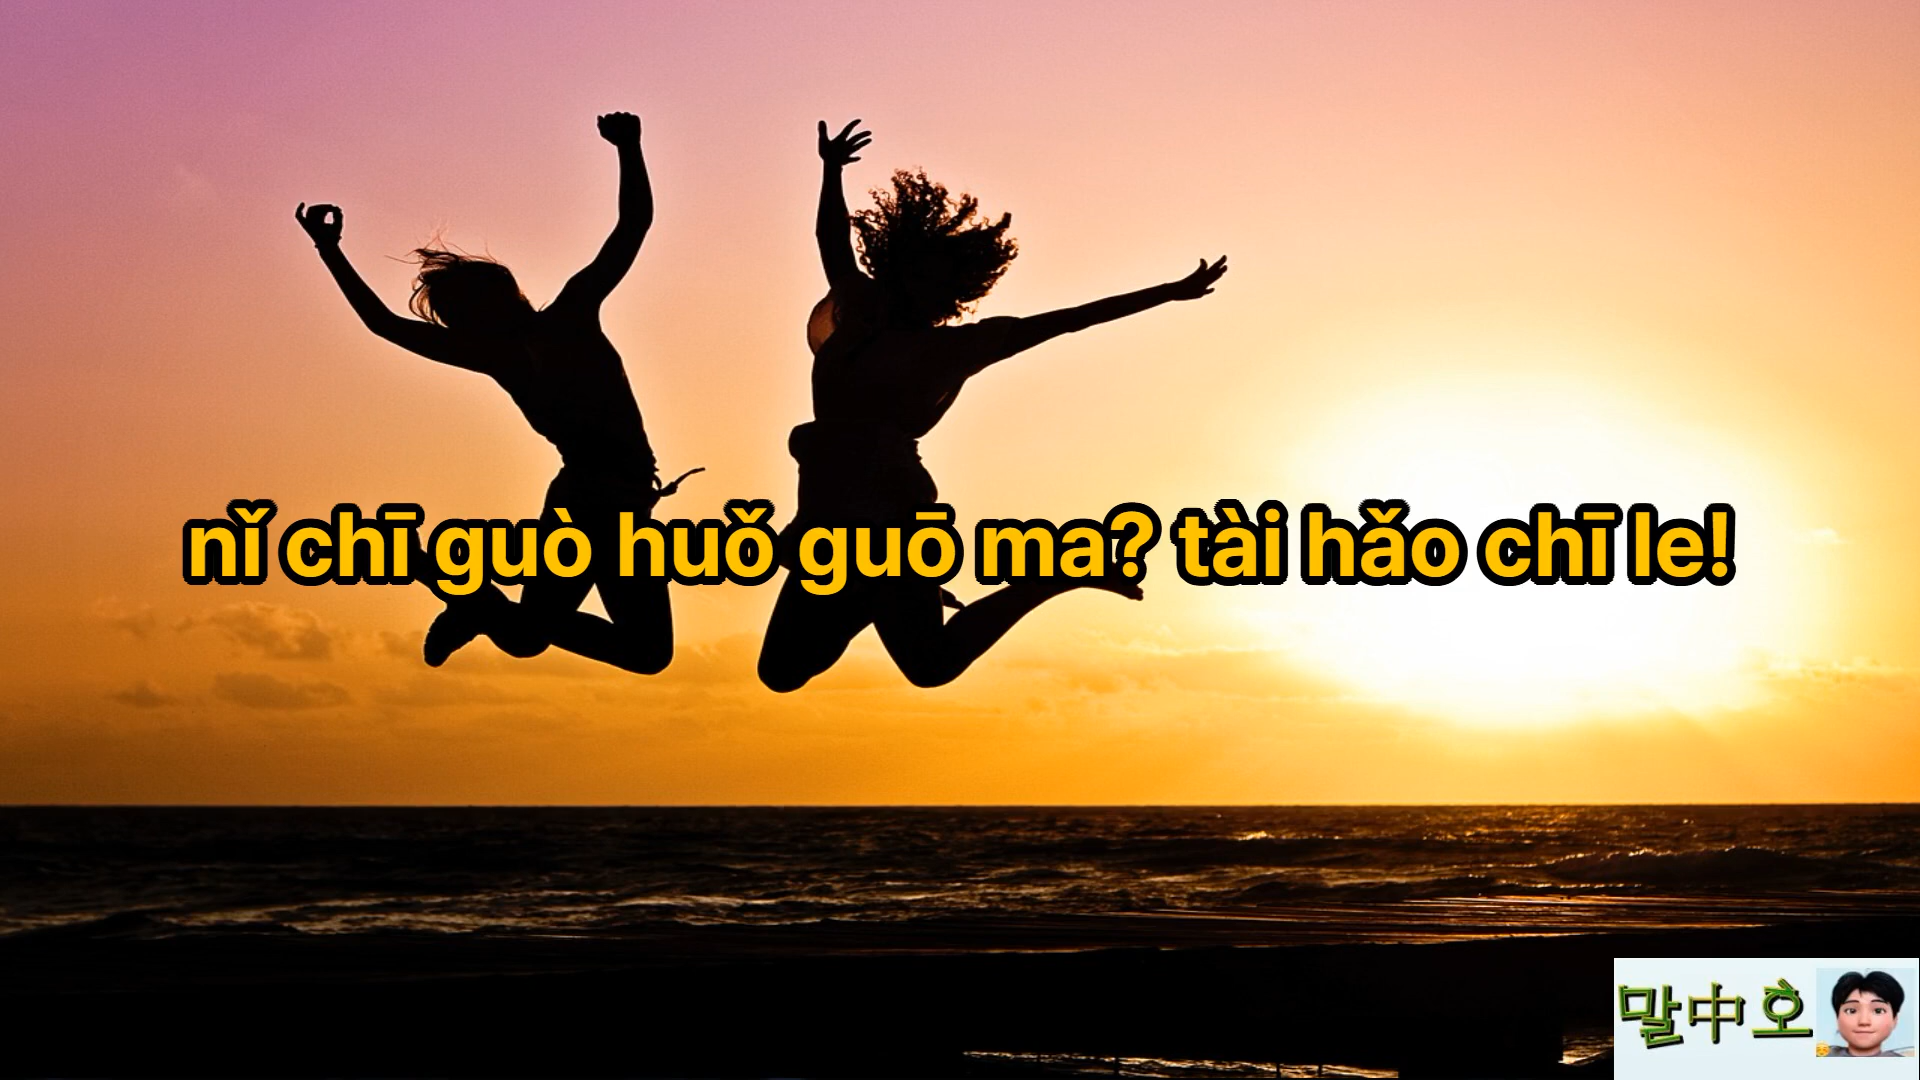 nǐ chī guò huǒ guō ma? tài hǎo chī le!
말中호